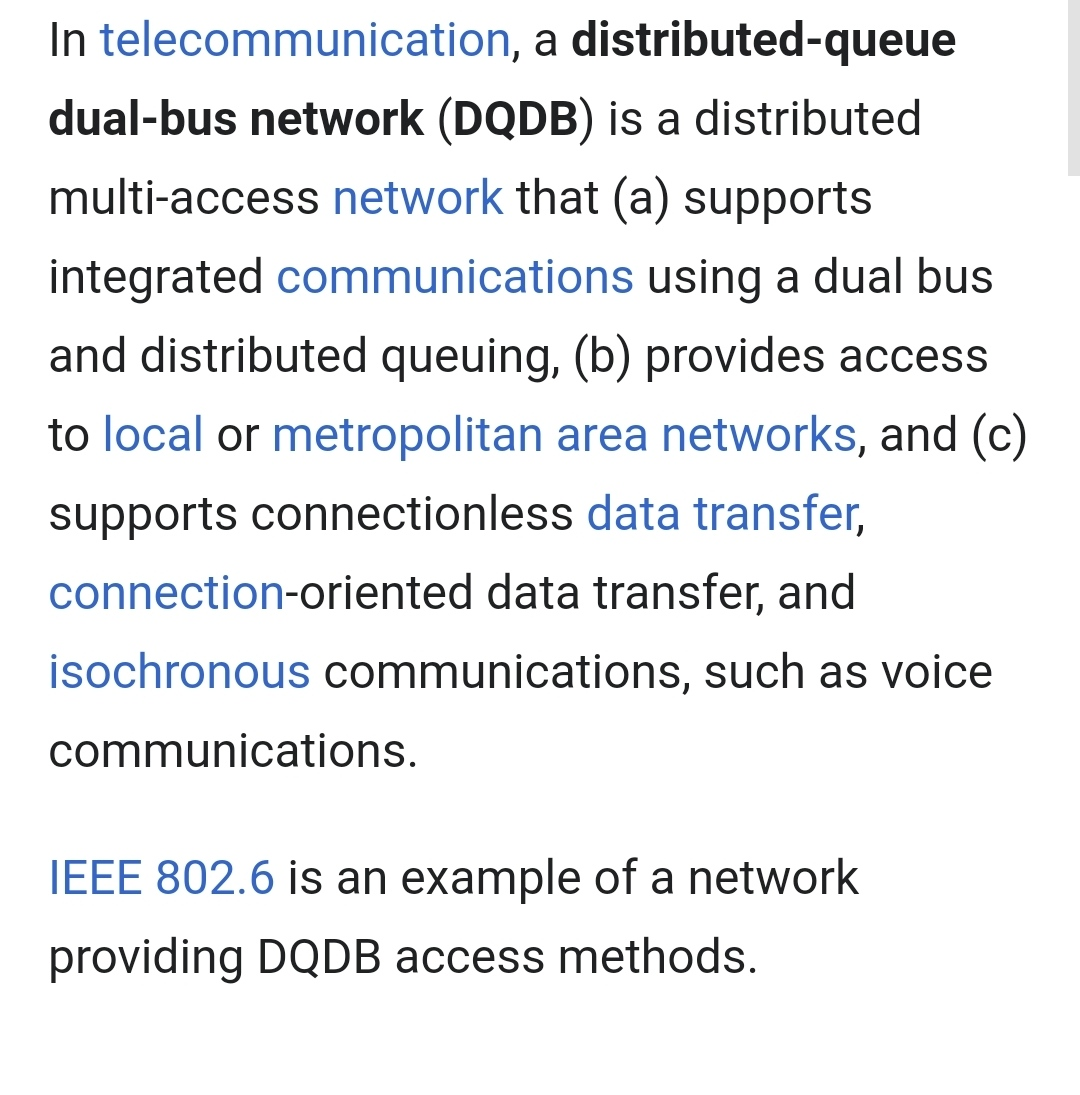 In telecommunication, a distributed-queue
dual-bus network (DQDB) is a distributed
multi-access network that (a) supports
integrated communications using a dual bus
and distributed queuing, (b) provides access
to local or metropolitan area networks, and (c)
supports connectionless data transfer,
connection-oriented data transfer, and
isochronous communications, such as voice
communications.
IEEE 802.6 is an example of a network
providing DQDB access methods.